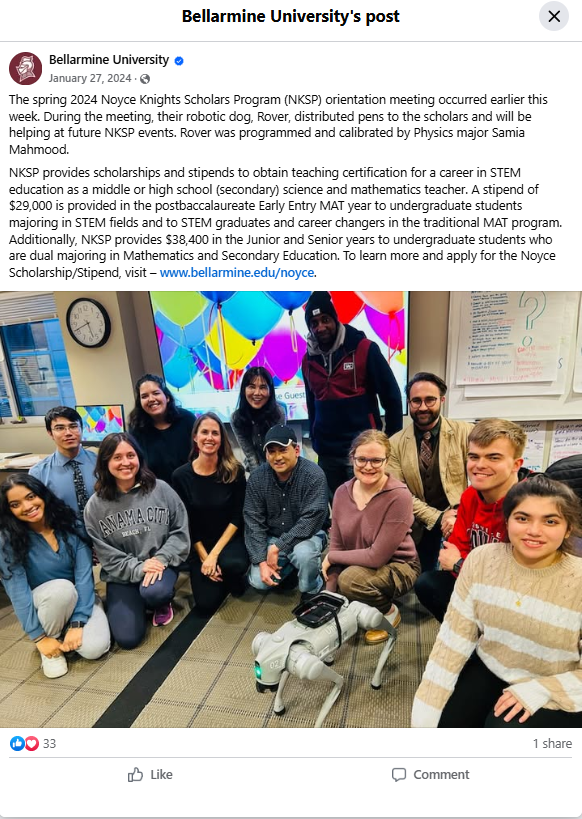 Bellarmine University's post
Bellarmine University
January 27, 2024 ·
The spring 2024 Noyce Knights Scholars Program (NKSP) orientation meeting occurred earlier this
week. During the meeting, their robotic dog, Rover, distributed pens to the scholars and will be
helping at future NKSP events. Rover was programmed and calibrated by Physics major Samia
Mahmood.
NKSP provides scholarships and stipends to obtain teaching certification for a career in STEM
education as a middle or high school (secondary) science and mathematics teacher. A stipend of
$29,000 is provided in the postbaccalaureate Early Entry MAT year to undergraduate students
majoring in STEM fields and to STEM graduates and career changers in the traditional MAT program.
Additionally, NKSP provides $38,400 in the Junior and Senior years to undergraduate students who
are dual majoring in Mathematics and Secondary Education. To learn more and apply for the Noyce
Scholarship/Stipend, visit – www.bellarmine.edu/noyce.
?
Guest
ANAMA CITY
BEACH, FL
33
1 share
Like
Comment